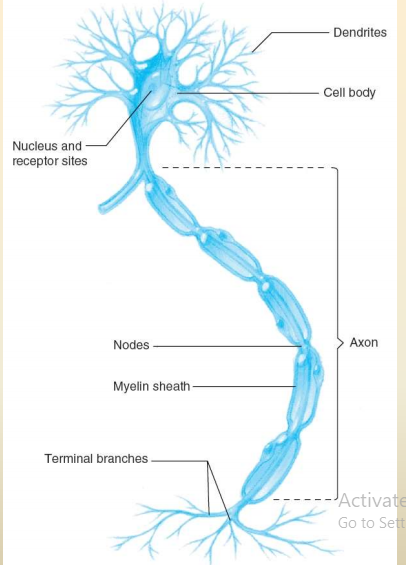 Dendrites
Cell body
Nucleus and
receptor sites
Nodes
Axon
Myelin sheath
Terminal branches
Activate
Go to Sett